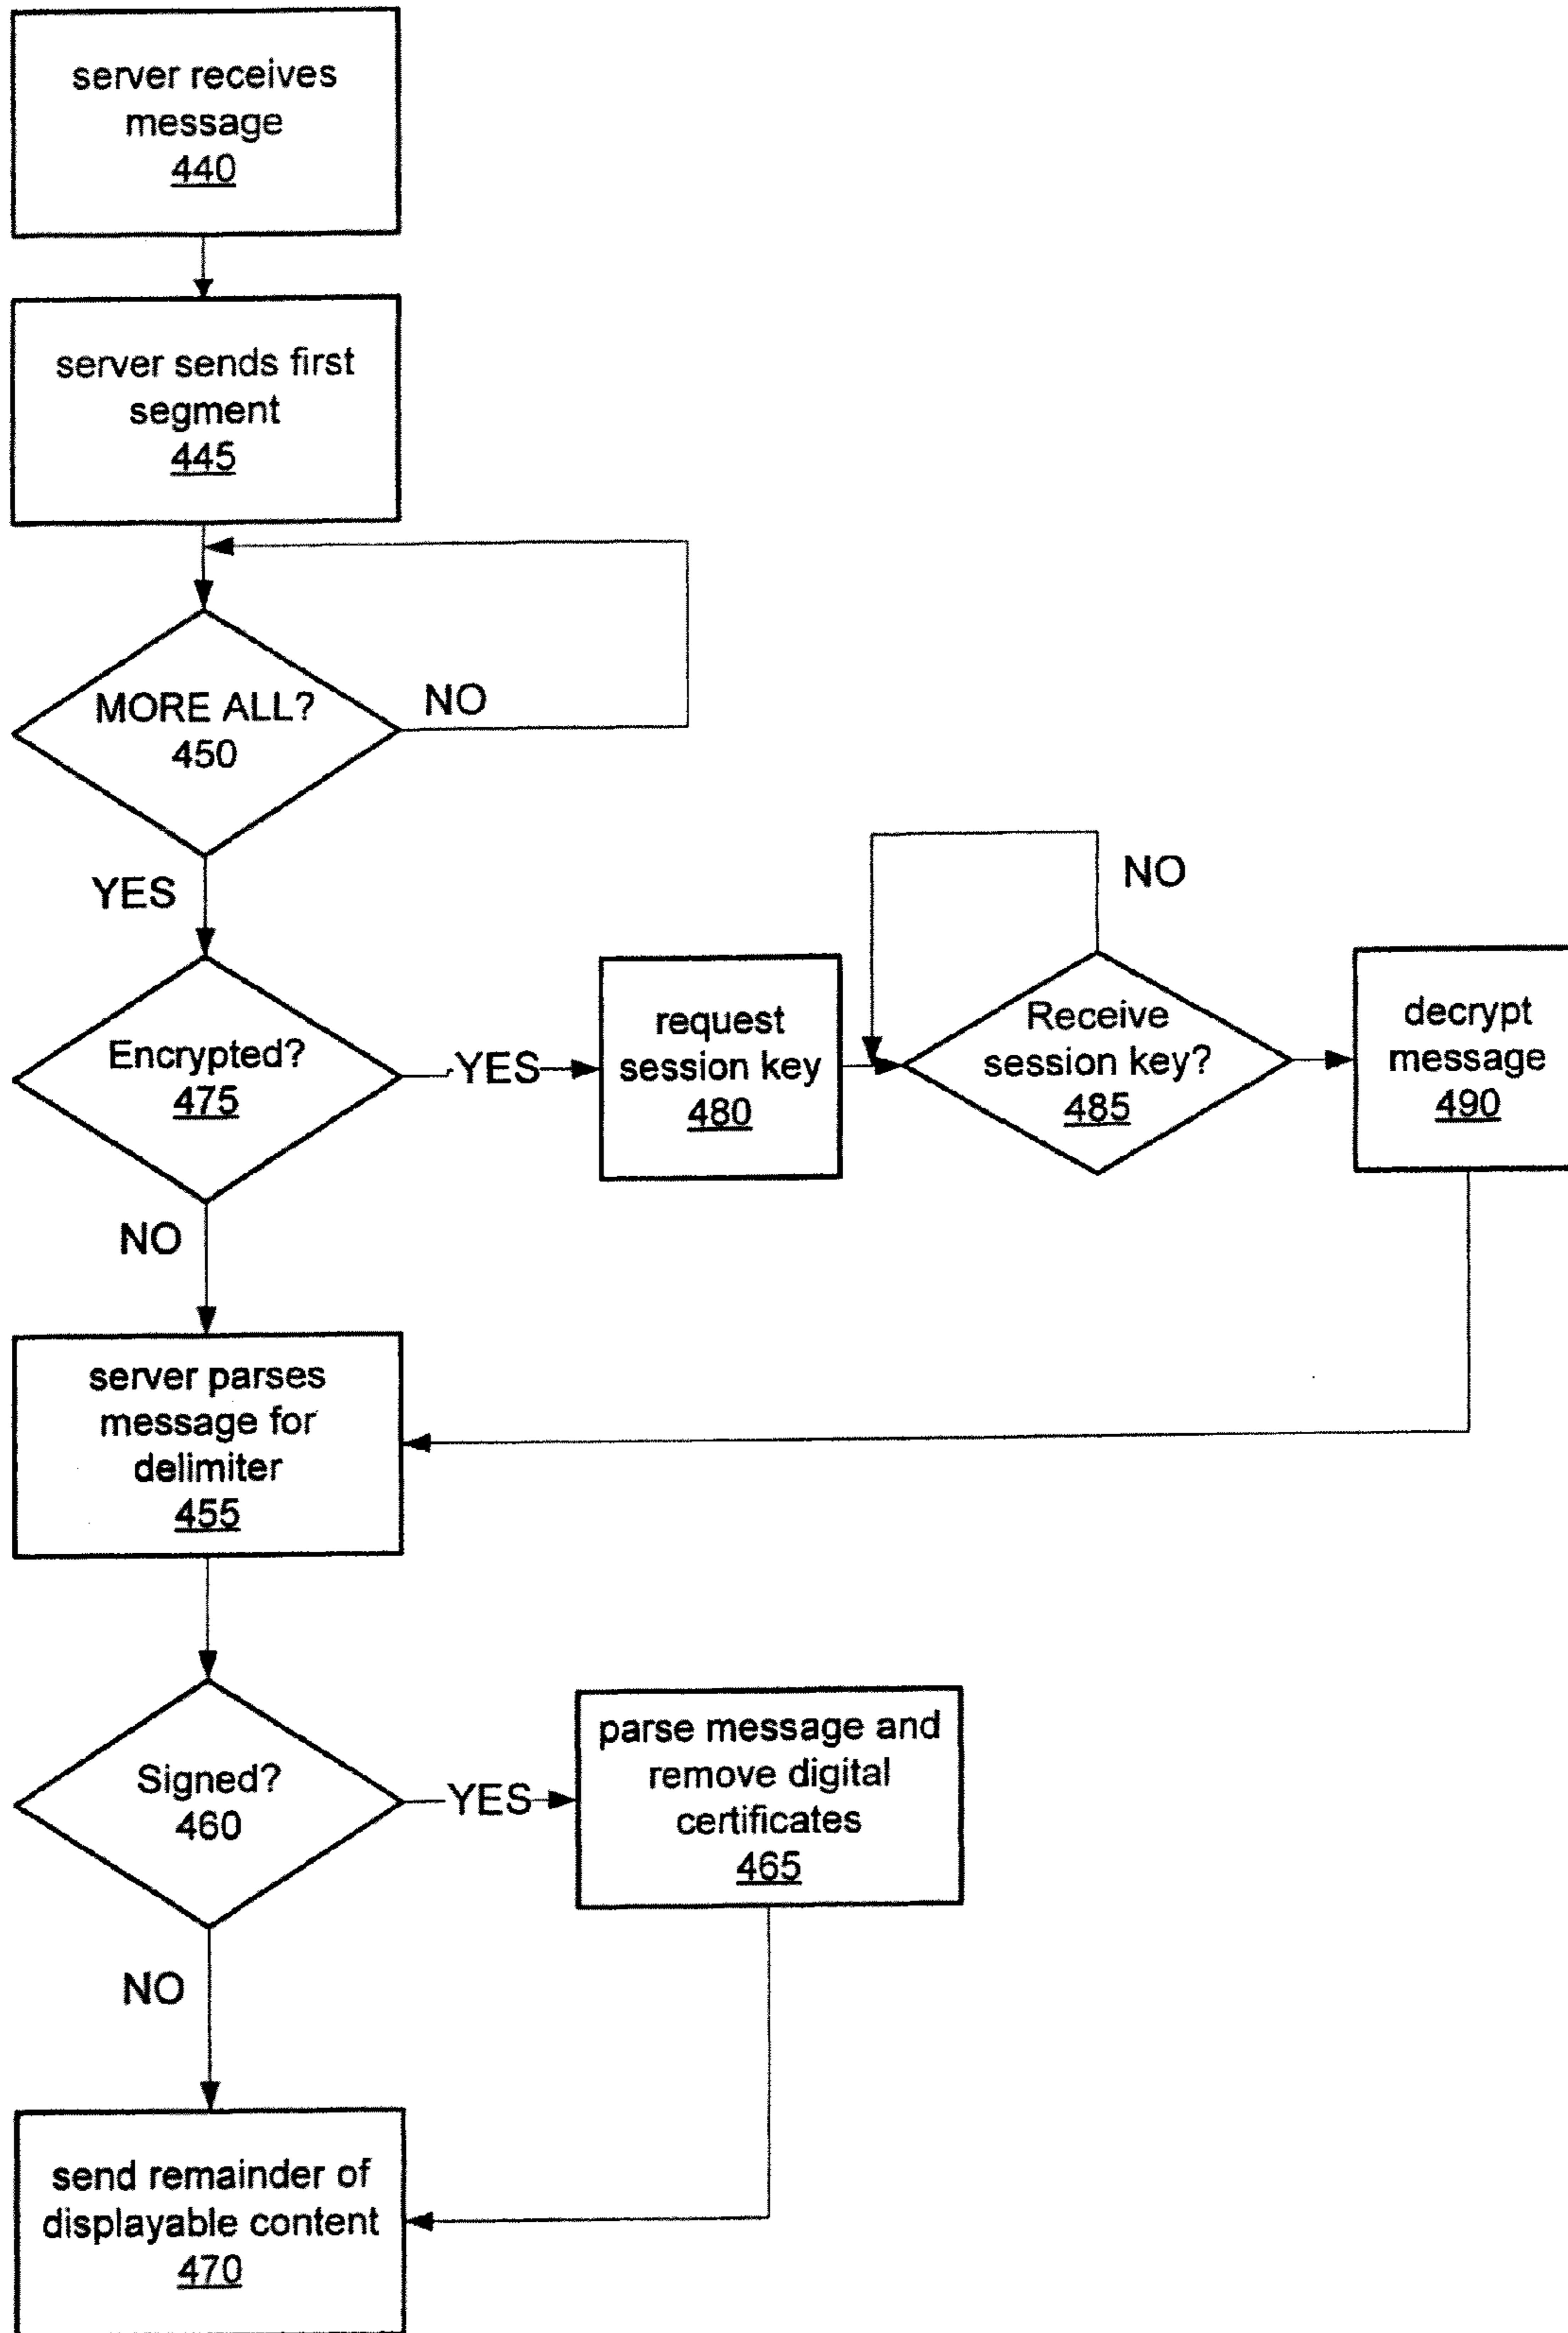 server receives
message
440
server sends first
segment
445
MORE ALL?
450
NO
YES
Encrypted?
475
YES
request
session key
480
NO
Receive
session key?
485
decrypt
message
490
NO
server parses
message for
delimiter
455
Signed?
460
YES
parse message and
remove digital
certificates
465
NO
send remainder of
displayable content
470